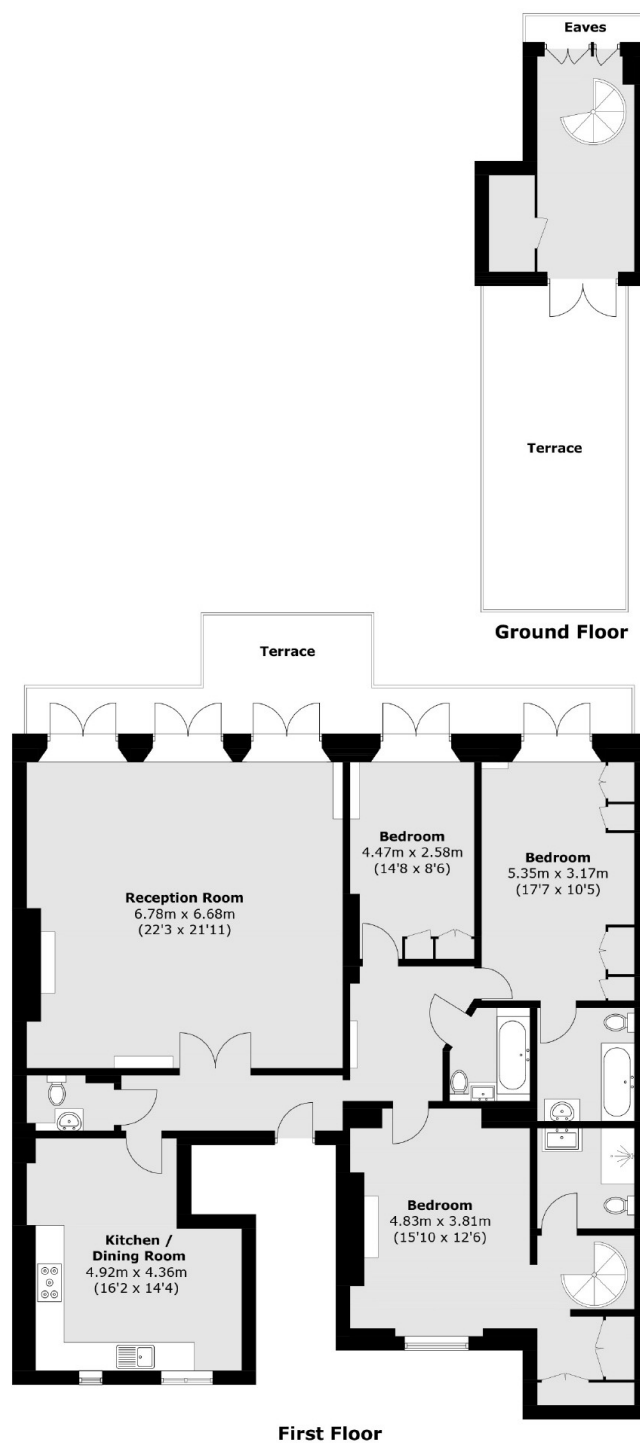 Eaves
Terrace
Ground Floor
Terrace
Bedroom
4.47m x 2.58m
(14'8 x 8'6)
Bedroom
5.35m x 3.17m
(17'7 x 10'5)
Reception Room
6.78m x 6.68m
(22'3 x 21'11)
Bedroom
4.83m x 3.81m
(15'10 x 12'6)
Kitchen /
Dining Room
4.92m x 4.36m
(16'2 x 14'4)
First Floor